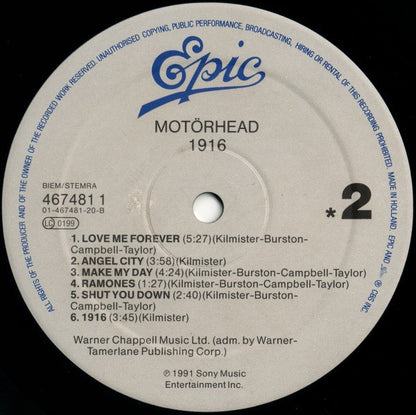 ALL RIGHTS OF THE PRODUCER AND OF THE OWNER OF THE RECORDED WORK RESERVED. UNAUTHORISED COPYING, PUBLIC PERFORMANCE, BROADCASTING, HIRING OR RENTAL OF THIS RECORDING PROHIBITED. MADE IN HOLLAND. EPIC AND
CBS INC.
Epic
MOTÖRHEAD
1916
BIEM/STEMRA
467481 1
01-467481-20-B
LC 0199
*2
1. LOVE ME FOREVER (5:27)(Kilmister-Burston-
Campbell-Taylor)
2. ANGEL CITY (3:58)(Kilmister)
3. MAKE MY DAY (4:24)(Kilmister-Burston-
Campbell-Taylor)
4. RAMONES (1:27)(Kilmister-Burston-
Campbell-Taylor)
5. SHUT YOU DOWN (2:40)(Kilmister-Burston-
Campbell-Taylor)
6. 1916 (3:45)(Kilmister)
Warner Chappell Music Ltd. (adm. by Warner-
Tamerlane Publishing Corp.)
℗ 1991 Sony Music
Entertainment Inc.